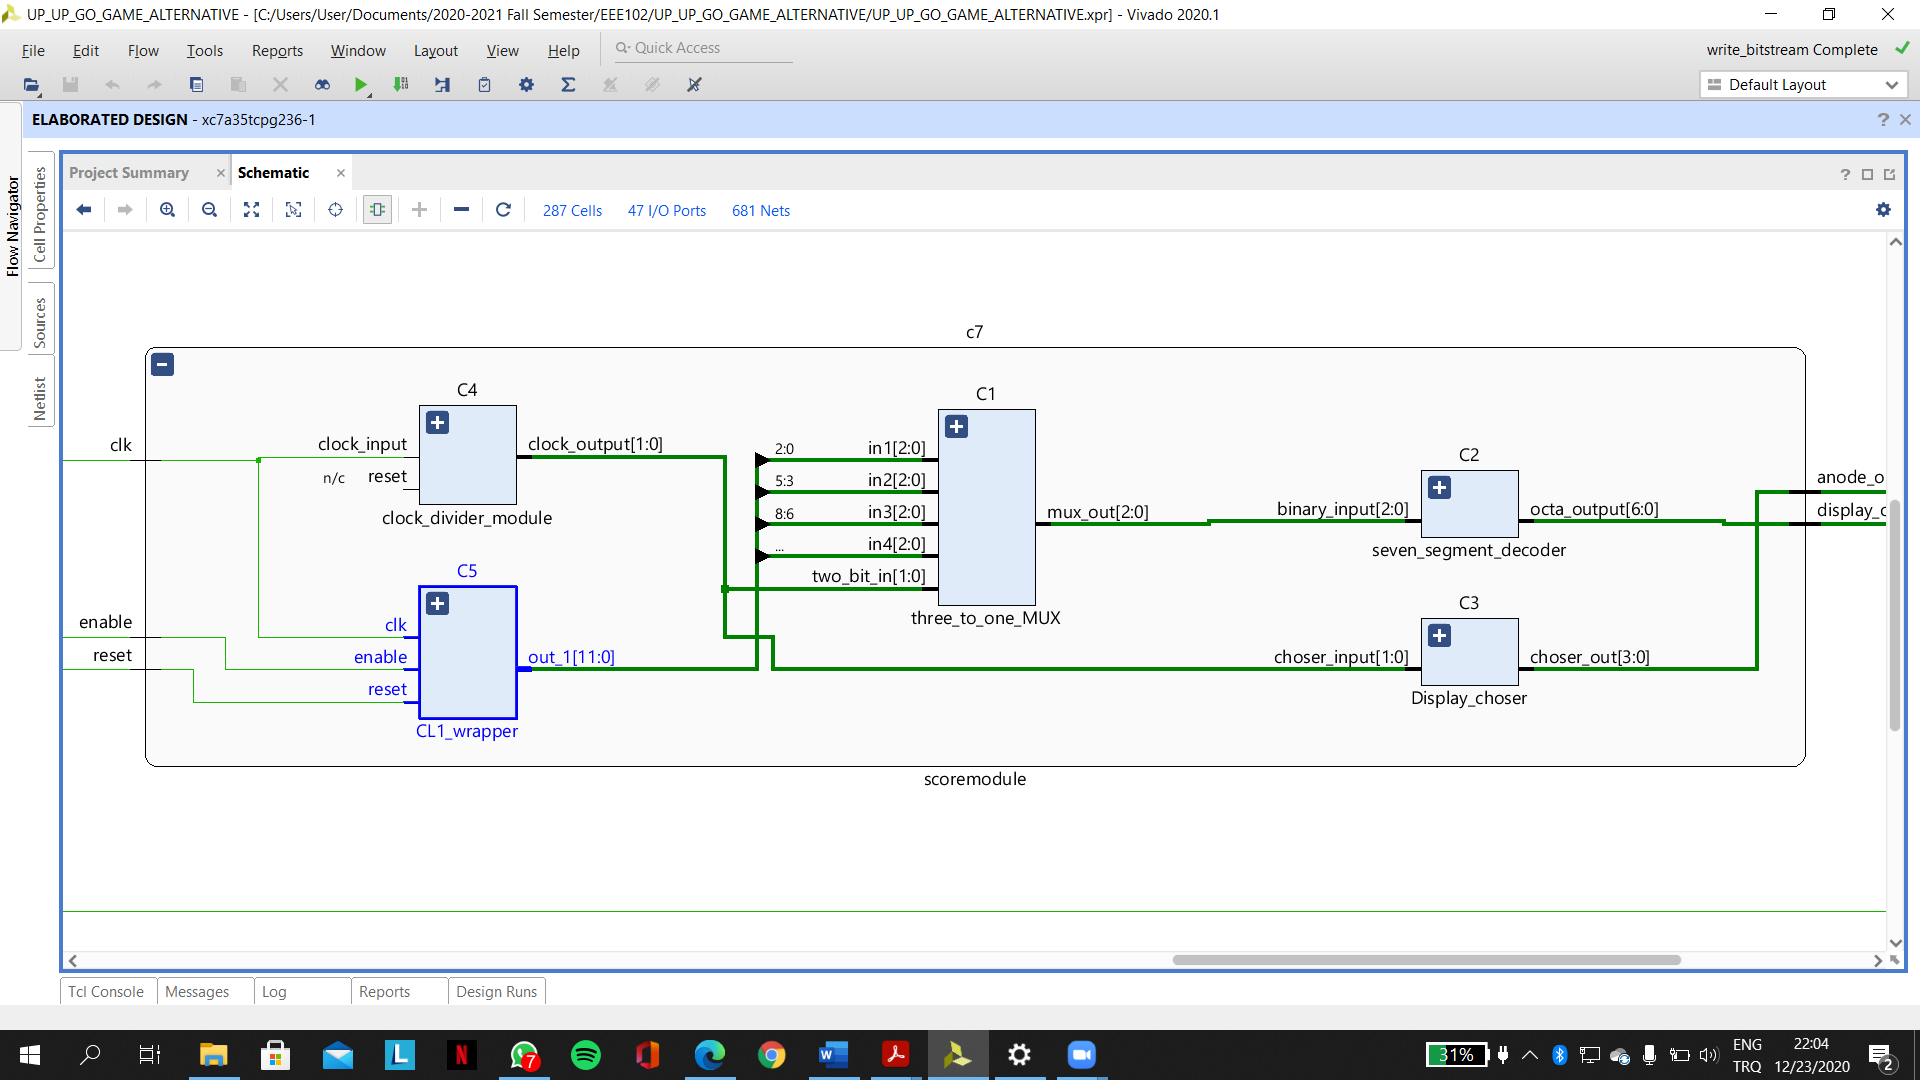 UP_UP_GO_GAME_ALTERNATIVE - [C:/Users/User/Documents/2020-2021 Fall Semester/EEE102/UP_UP_GO_GAME_ALTERNATIVE/UP_UP_GO_GAME_ALTERNATIVE.xpr] - Vivado 2020.1
File Edit Flow Tools Reports Window Layout View Help Quick Access
write_bitstream Complete
Default Layout
ELABORATED DESIGN - xc7a35tcpg236-1
Flow Navigator
Cell Properties
Sources
Netlist
Project Summary
Schematic
287 Cells 47 I/O Ports 681 Nets
c7
C4
clk
clock_input
n/c
reset
clock_output[1:0]
clock_divider_module
C5
enable
reset
clk
enable
reset
out_1[11:0]
CL1_wrapper
C1
2:0
in1[2:0]
5:3
in2[2:0]
8:6
in3[2:0]
...
in4[2:0]
two_bit_in[1:0]
mux_out[2:0]
three_to_one_MUX
C2
binary_input[2:0]
octa_output[6:0]
seven_segment_decoder
C3
choser_input[1:0]
choser_out[3:0]
Display_choser
anode_o
display_c
scoremodule
Tcl Console Messages Log Reports Design Runs
7
31%
ENG
TRQ
22:04
12/23/2020
2